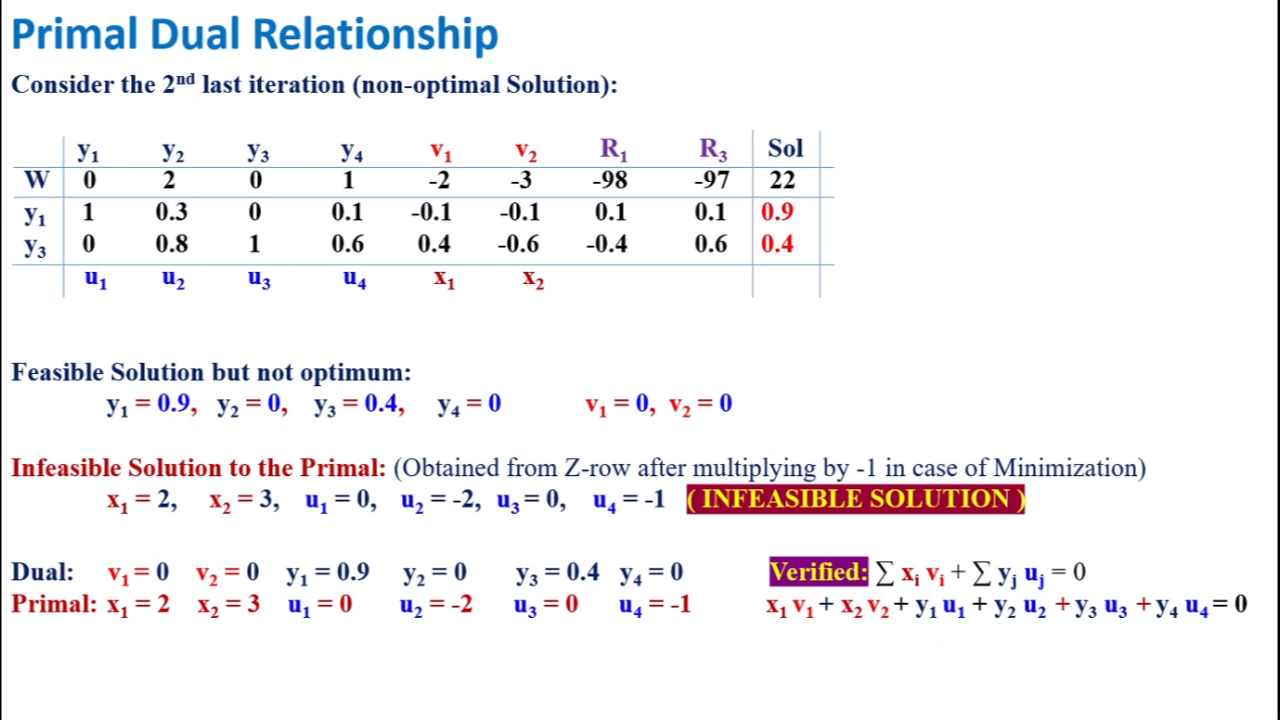 Primal Dual Relationship
Consider the 2nd last iteration (non-optimal Solution):
y1 y2 y3 y4 v1 v2 R1 R3 Sol
W 0 2 0 1 -2 -3 -98 -97 22
y1 1 0.3 0 0.1 -0.1 -0.1 0.1 0.1 0.9
y3 0 0.8 1 0.6 0.4 -0.6 -0.4 0.6 0.4
u1 u2 u3 u4 x1 x2
Feasible Solution but not optimum:
y1 = 0.9, y2 = 0, y3 = 0.4, y4 = 0 v1 = 0, v2 = 0
Infeasible Solution to the Primal: (Obtained from Z-row after multiplying by -1 in case of Minimization)
x1 = 2, x2 = 3, u1 = 0, u2 = -2, u3 = 0, u4 = -1 ( INFEASIBLE SOLUTION )
Dual: v1 = 0 v2 = 0 y1 = 0.9 y2 = 0 y3 = 0.4 y4 = 0 Verified: ∑ xi vi + ∑ yj uj = 0
Primal: x1 = 2 x2 = 3 u1 = 0 u2 = -2 u3 = 0 u4 = -1 x1 v1 + x2 v2 + y1 u1 + y2 u2 + y3 u3 + y4 u4 = 0